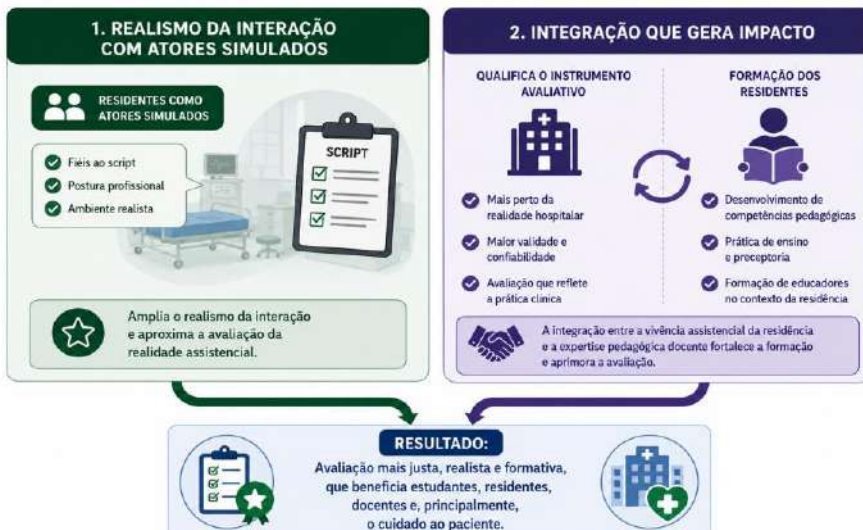 1. REALISMO DA INTERAÇÃO
COM ATORES SIMULADOS
RESIDENTES COMO
ATORES SIMULADOS
Fiéis ao script
Postura profissional
Ambiente realista
SCRIPT
Amplia o realismo da interação
e aproxima a avaliação da
realidade assistencial.
2. INTEGRAÇÃO QUE GERA IMPACTO
QUALIFICA O INSTRUMENTO
AVALIATIVO
Mais perto da
realidade hospitalar
Maior validade e
confiabilidade
Avaliação que reflete
a prática clínica
FORMAÇÃO DOS
RESIDENTES
Desenvolvimento de
competências pedagógicas
Prática de ensino
e preceptoria
Formação de educadores
no contexto da residência
A integração entre a vivência assistencial da residência
e a expertise pedagógica docente fortalece a formação
e aprimora a avaliação.
RESULTADO:
Avaliação mais justa, realista e formativa,
que beneficia estudantes, residentes,
docentes e, principalmente,
o cuidado ao paciente.